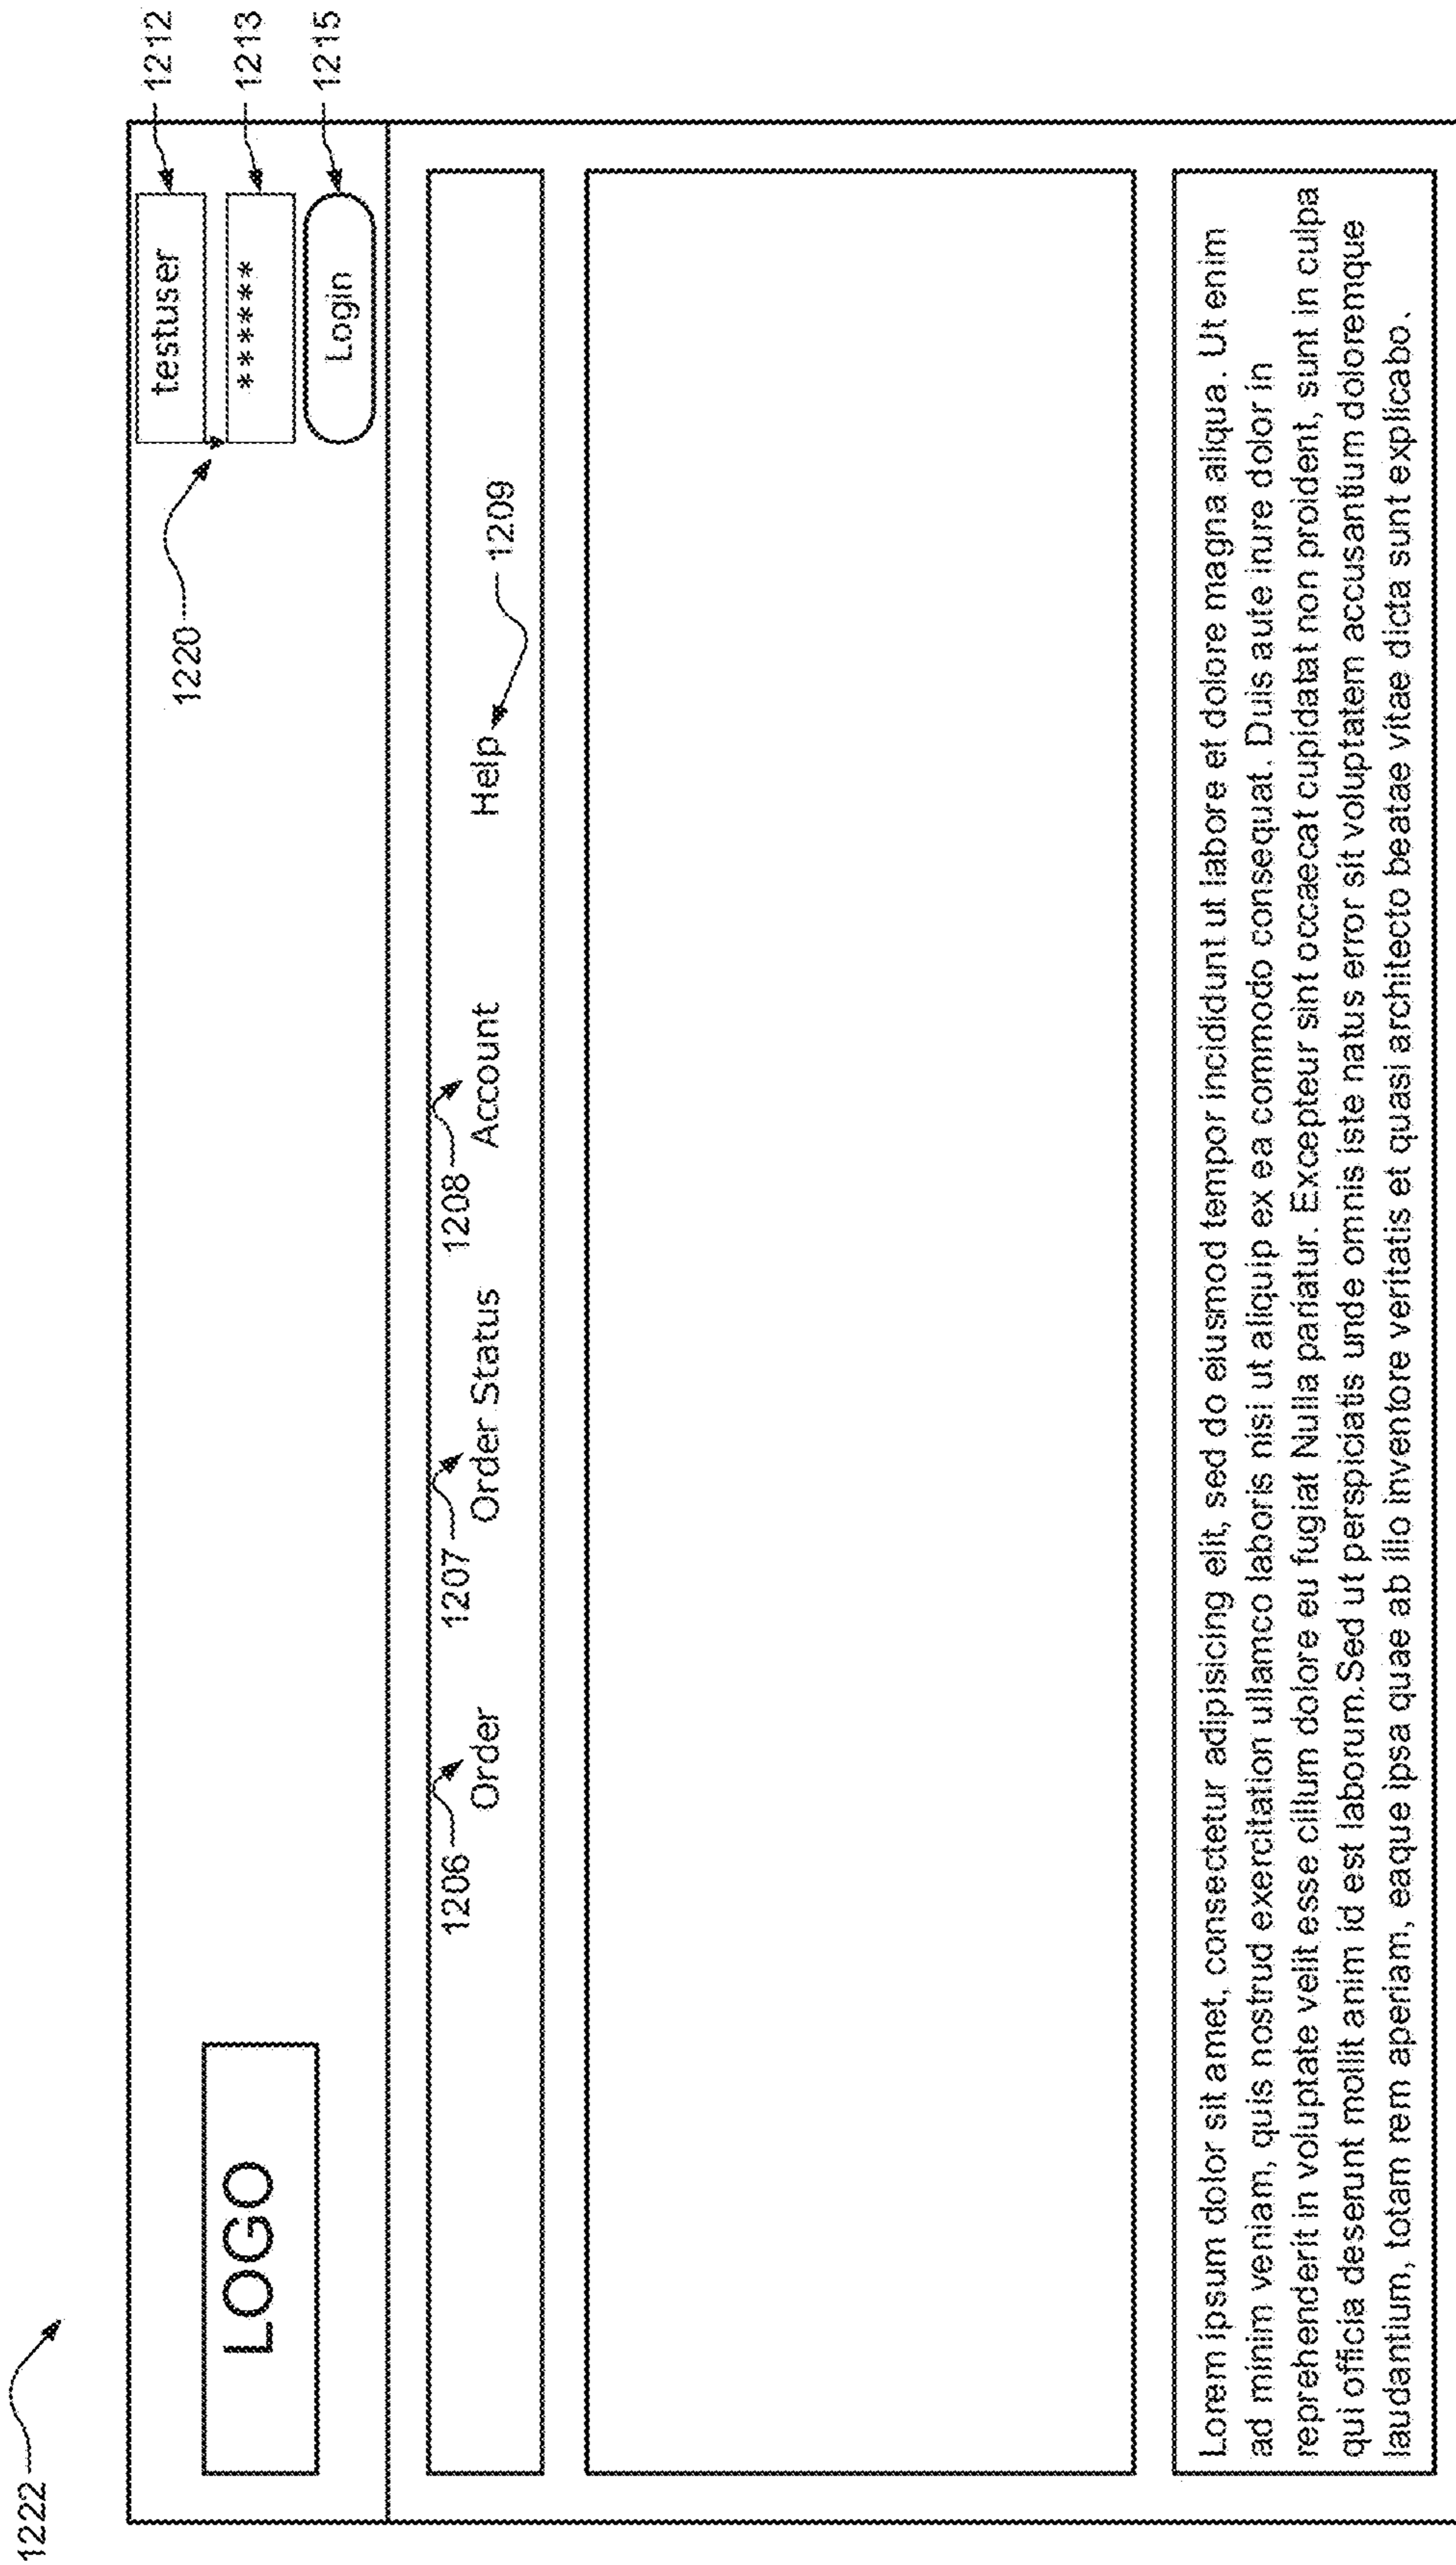 1222
LOGO
testuser
1212
1220
******
1213
Login
1215
1206
1207
1208
Order
Order Status
Account
Help
1209
Lorem ipsum dolor sit amet, consectetur adipisicing elit, sed do eiusmod tempor incididunt ut labore et dolore magna aliqua. Ut enim
ad minim veniam, quis nostrud exercitation ullamco laboris nisi ut aliquip ex ea commodo consequat. Duis aute irure dolor in
reprehenderit in voluptate velit esse cillum dolore eu fugiat Nulla pariatur. Excepteur sint occaecat cupidatat non proident, sunt in culpa
qui officia deserunt mollit anim id est laborum.Sed ut perspiciatis unde omnis iste natus error sit voluptatem accusantium doloremque
laudantium, totam rem aperiam, eaque ipsa quae ab illo inventore veritatis et quasi architecto beatae vitae dicta sunt explicabo.